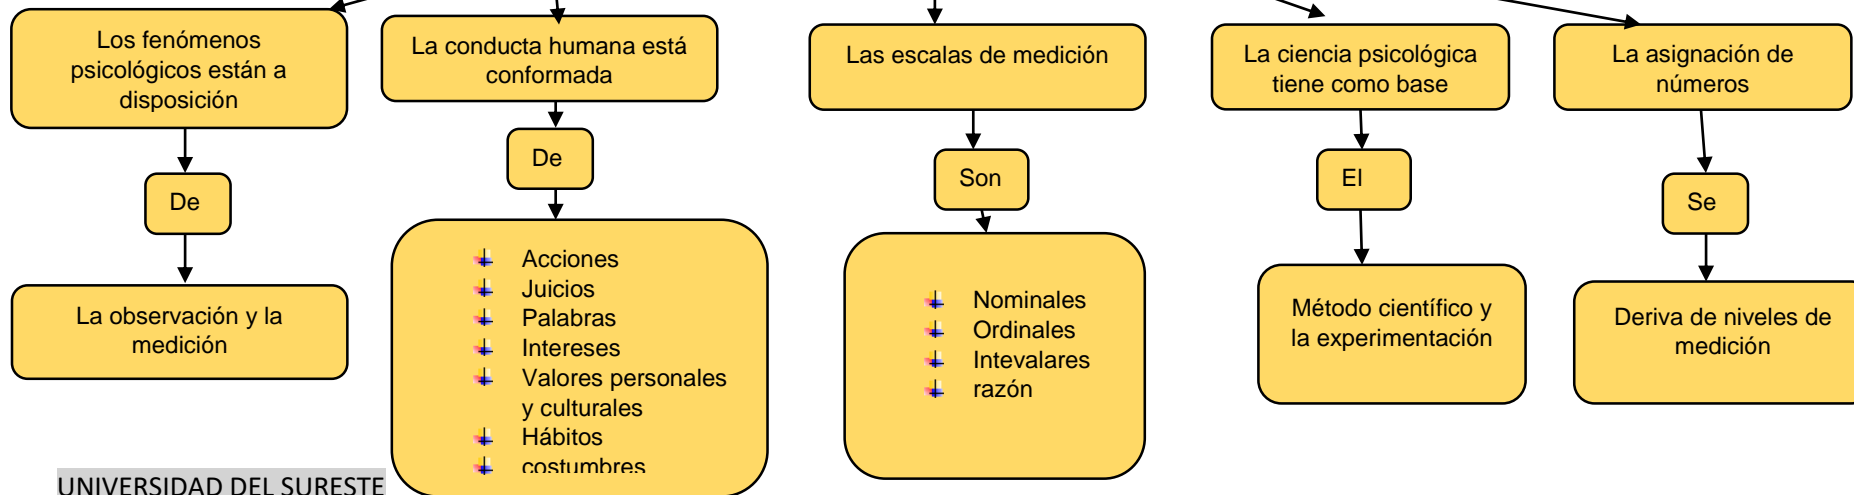 Los fenómenos
psicológicos están a
disposición
De
La observación y la
medición
La conducta humana está
conformada
De
Acciones
Juicios
Palabras
Intereses
Valores personales
y culturales
Hábitos
costumbres
Las escalas de medición
Son
Nominales
Ordinales
Intevalares
razón
La ciencia psicológica
tiene como base
El
Método científico y
la experimentación
La asignación de
números
Se
Deriva de niveles de
medición
UNIVERSIDAD DEL SURESTE